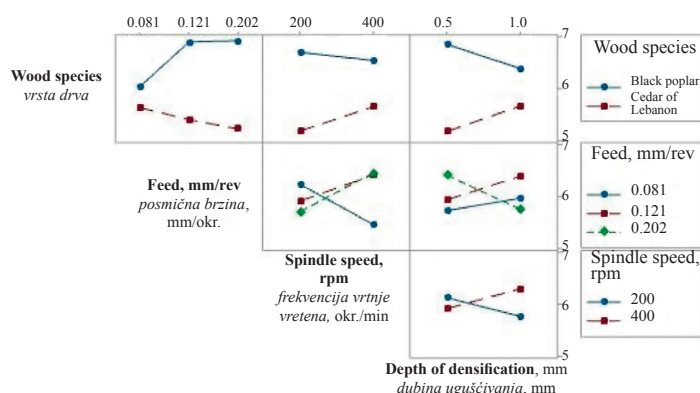 0.081 0.121 0.202 200 400 0.5 1.0
7
6
5
Wood species
vrsta drva
Wood species
Black poplar
Cedar of
Lebanon
7
6
5
Feed, mm/rev
posmična brzina,
mm/okr.
Feed, mm/rev
0.081
0.121
0.202
Spindle speed,
rpm
frekvencija vrtnje
vretena, okr./min
7
6
5
Spindle speed,
rpm
200
400
Depth of densification, mm
dubina ugušćivanja, mm